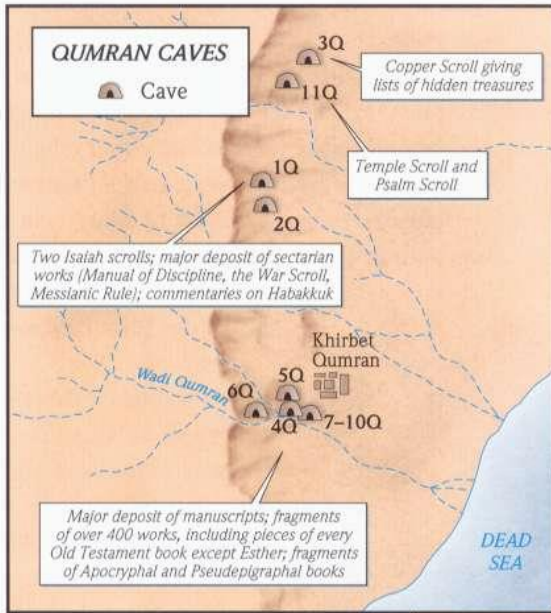 QUMRAN CAVES
Cave
3Q
Copper Scroll giving
lists of hidden treasures
11Q
Temple Scroll and
Psalm Scroll
1Q
2Q
Two Isaiah scrolls; major deposit of sectarian
works (Manual of Discipline, the War Scroll,
Messianic Rule); commentaries on Habakkuk
Khirbet
Qumran
Wadi Qumran
5Q
6Q
4Q
7–10Q
Major deposit of manuscripts; fragments
of over 400 works, including pieces of every
Old Testament book except Esther; fragments
of Apocryphal and Pseudepigraphal books
DEAD
SEA